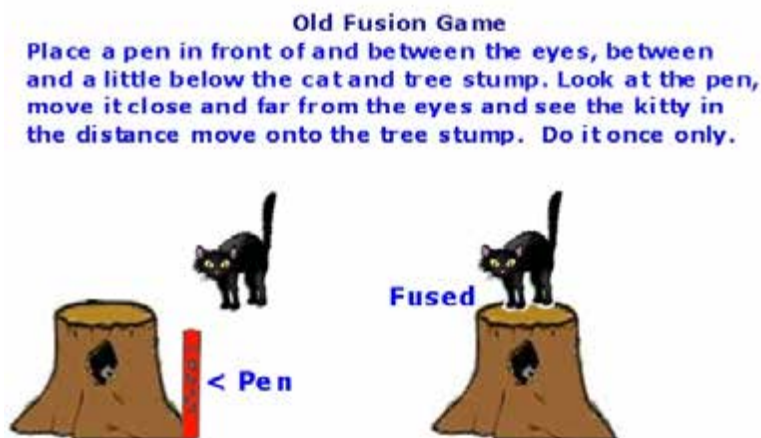 Old Fusion Game
Place a pen in front of and between the eyes, between
and a little below the cat and tree stump. Look at the pen,
move it close and far from the eyes and see the kitty in
the distance move onto the tree stump. Do it once only.
Fused
< Pen